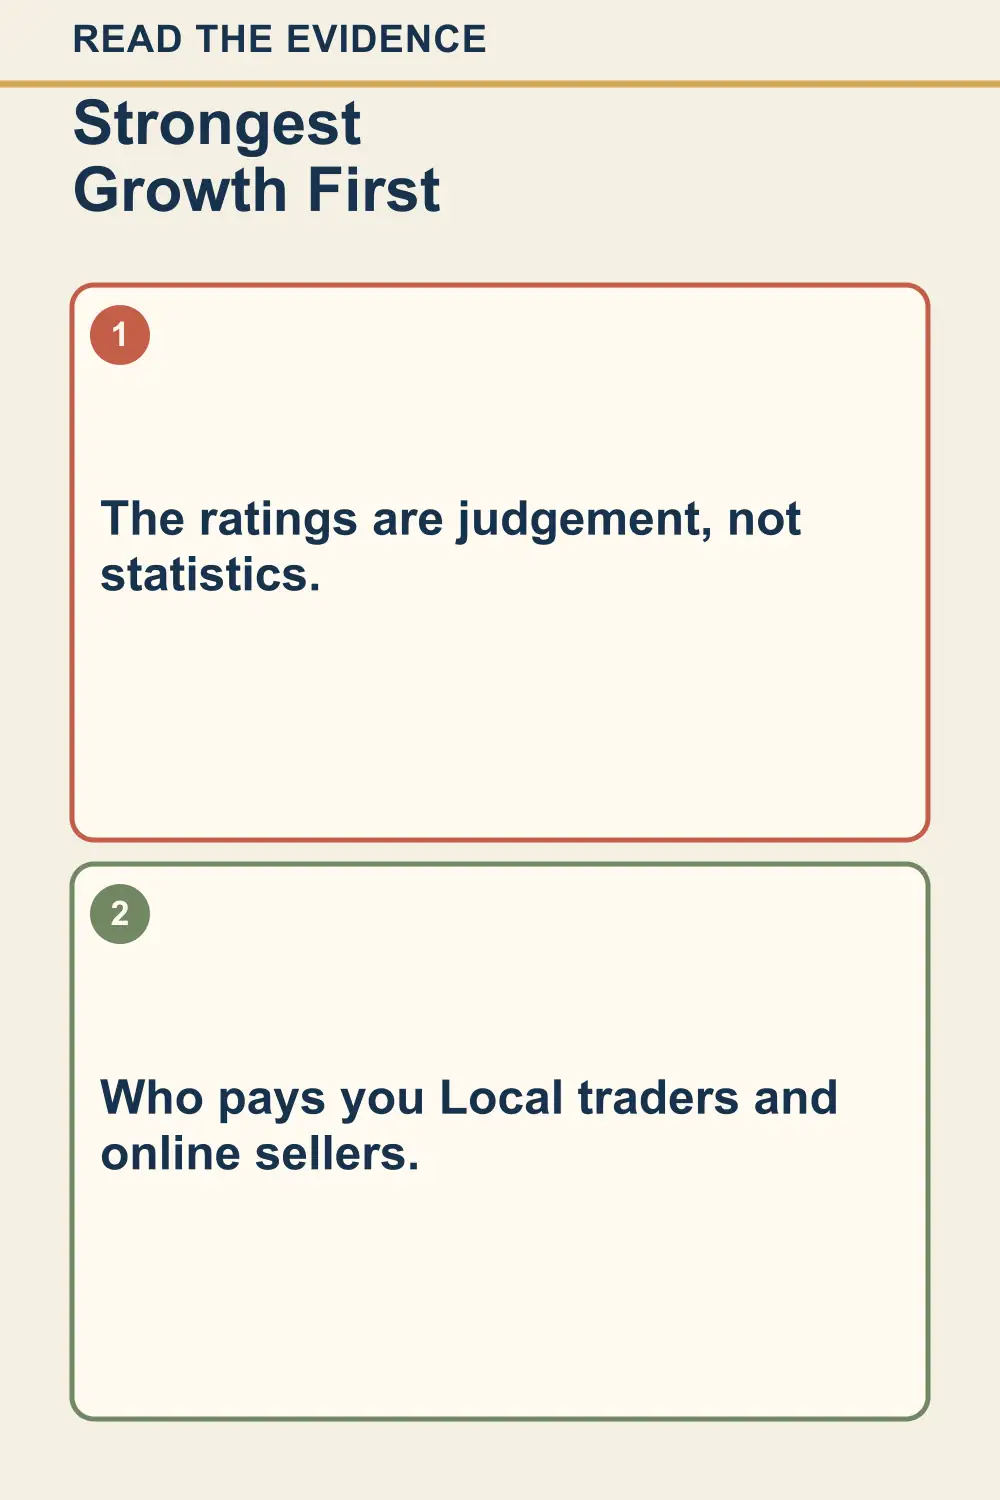 READ THE EVIDENCE
Strongest
Growth First
1
The ratings are judgement, not
statistics.
2
Who pays you Local traders and
online sellers.